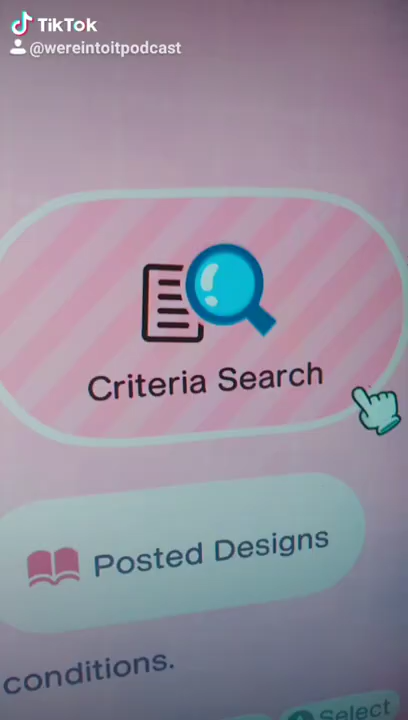 TikTok
@wereintoitpodcast
Criteria Search
Posted Designs
conditions.
Select